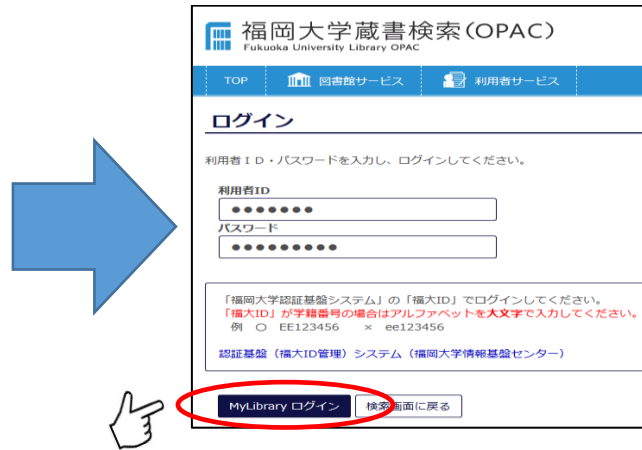 福岡大学蔵書検索(OPAC)
Fukuoka University Library OPAC
TOP 図書館サービス 利用者サービス
ログイン
利用者ＩＤ・パスワードを入力し、ログインしてください。
利用者ID
●●●●●●●
パスワード
●●●●●●●●●
「福岡大学認証基盤システム」の「福大ID」でログインしてください。
「福大ID」が学籍番号の場合はアルファベットを大文字で入力してください。
例 ○ EE123456 × ee123456
認証基盤（福大ID管理）システム（福岡大学情報基盤センター）
MyLibrary ログイン 検索画面に戻る